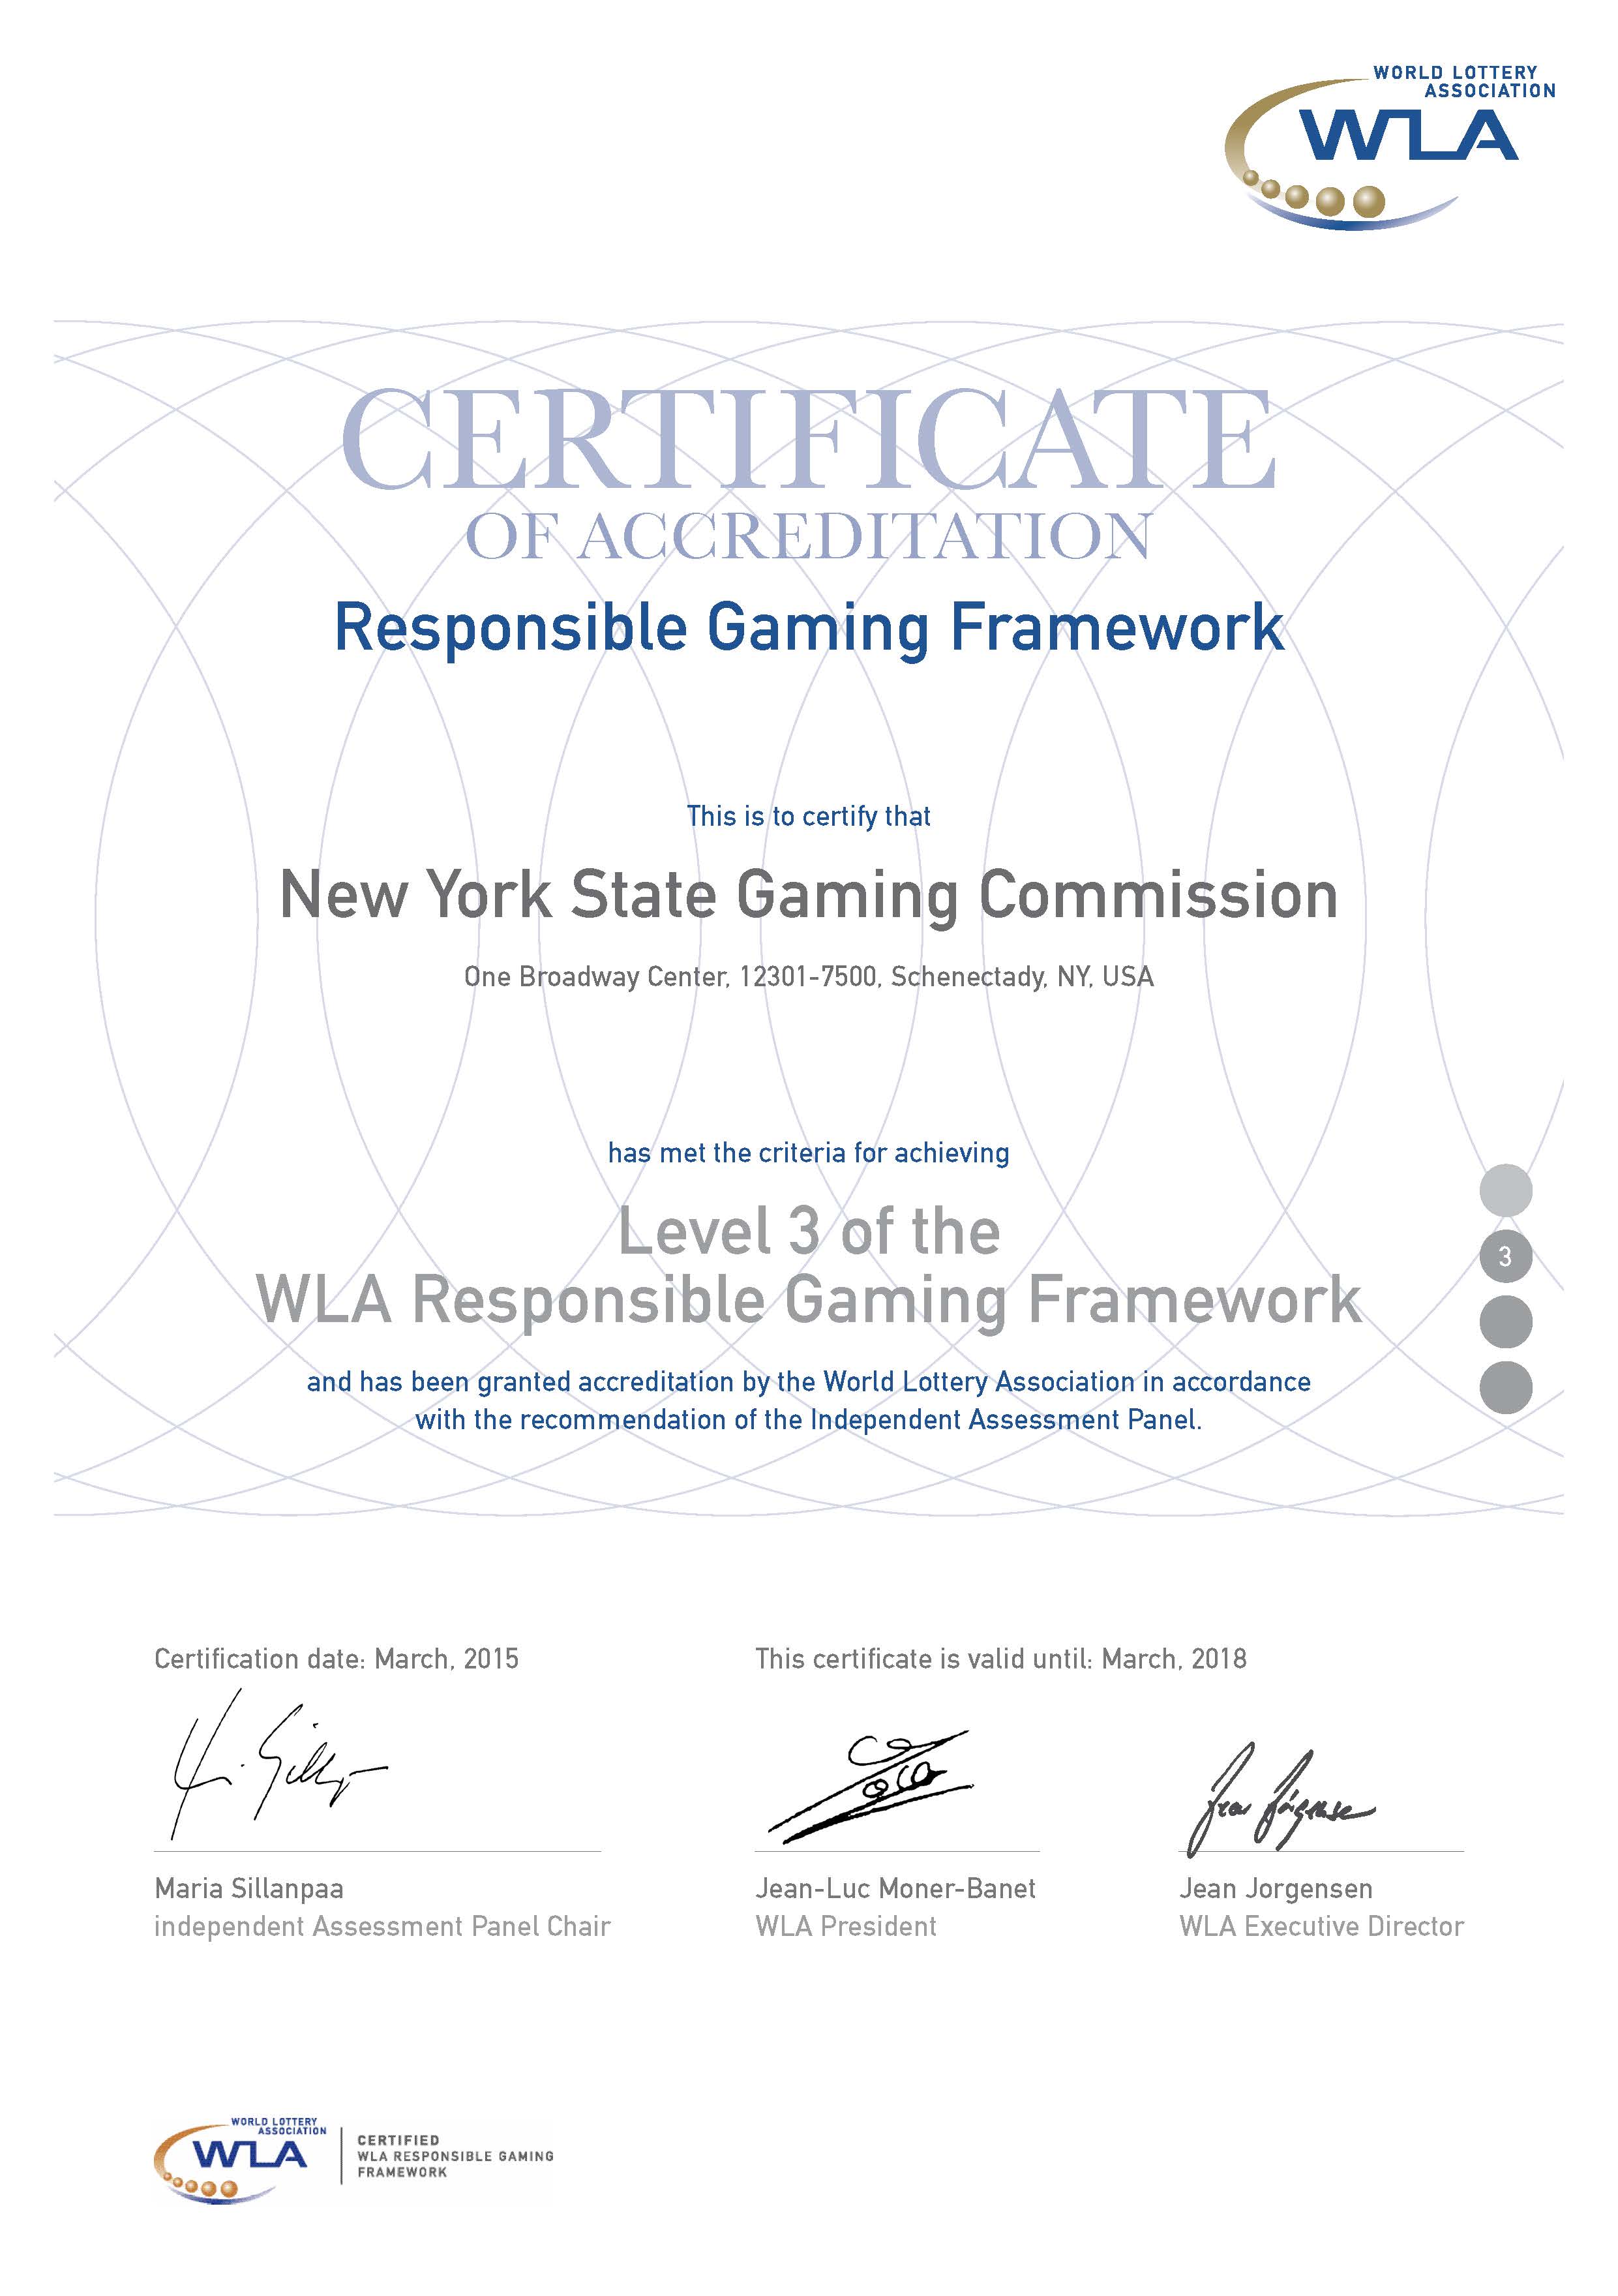 WORLD LOTTERY
ASSOCIATION
WLA
CERTIFICATE
OF ACCREDITATION
Responsible Gaming Framework
This is to certify that
New York State Gaming Commission
One Broadway Center, 12301-7500, Schenectady, NY, USA
has met the criteria for achieving
Level 3 of the
WLA Responsible Gaming Framework
3
and has been granted accreditation by the World Lottery Association in accordance
with the recommendation of the Independent Assessment Panel.
Certification date: March, 2015
This certificate is valid until: March, 2018
Maria Sillanpaa
independent Assessment Panel Chair
Jean-Luc Moner-Banet
WLA President
Jean Jorgensen
WLA Executive Director
WORLD LOTTERY
ASSOCIATION
WLA
CERTIFIED
WLA RESPONSIBLE GAMING
FRAMEWORK